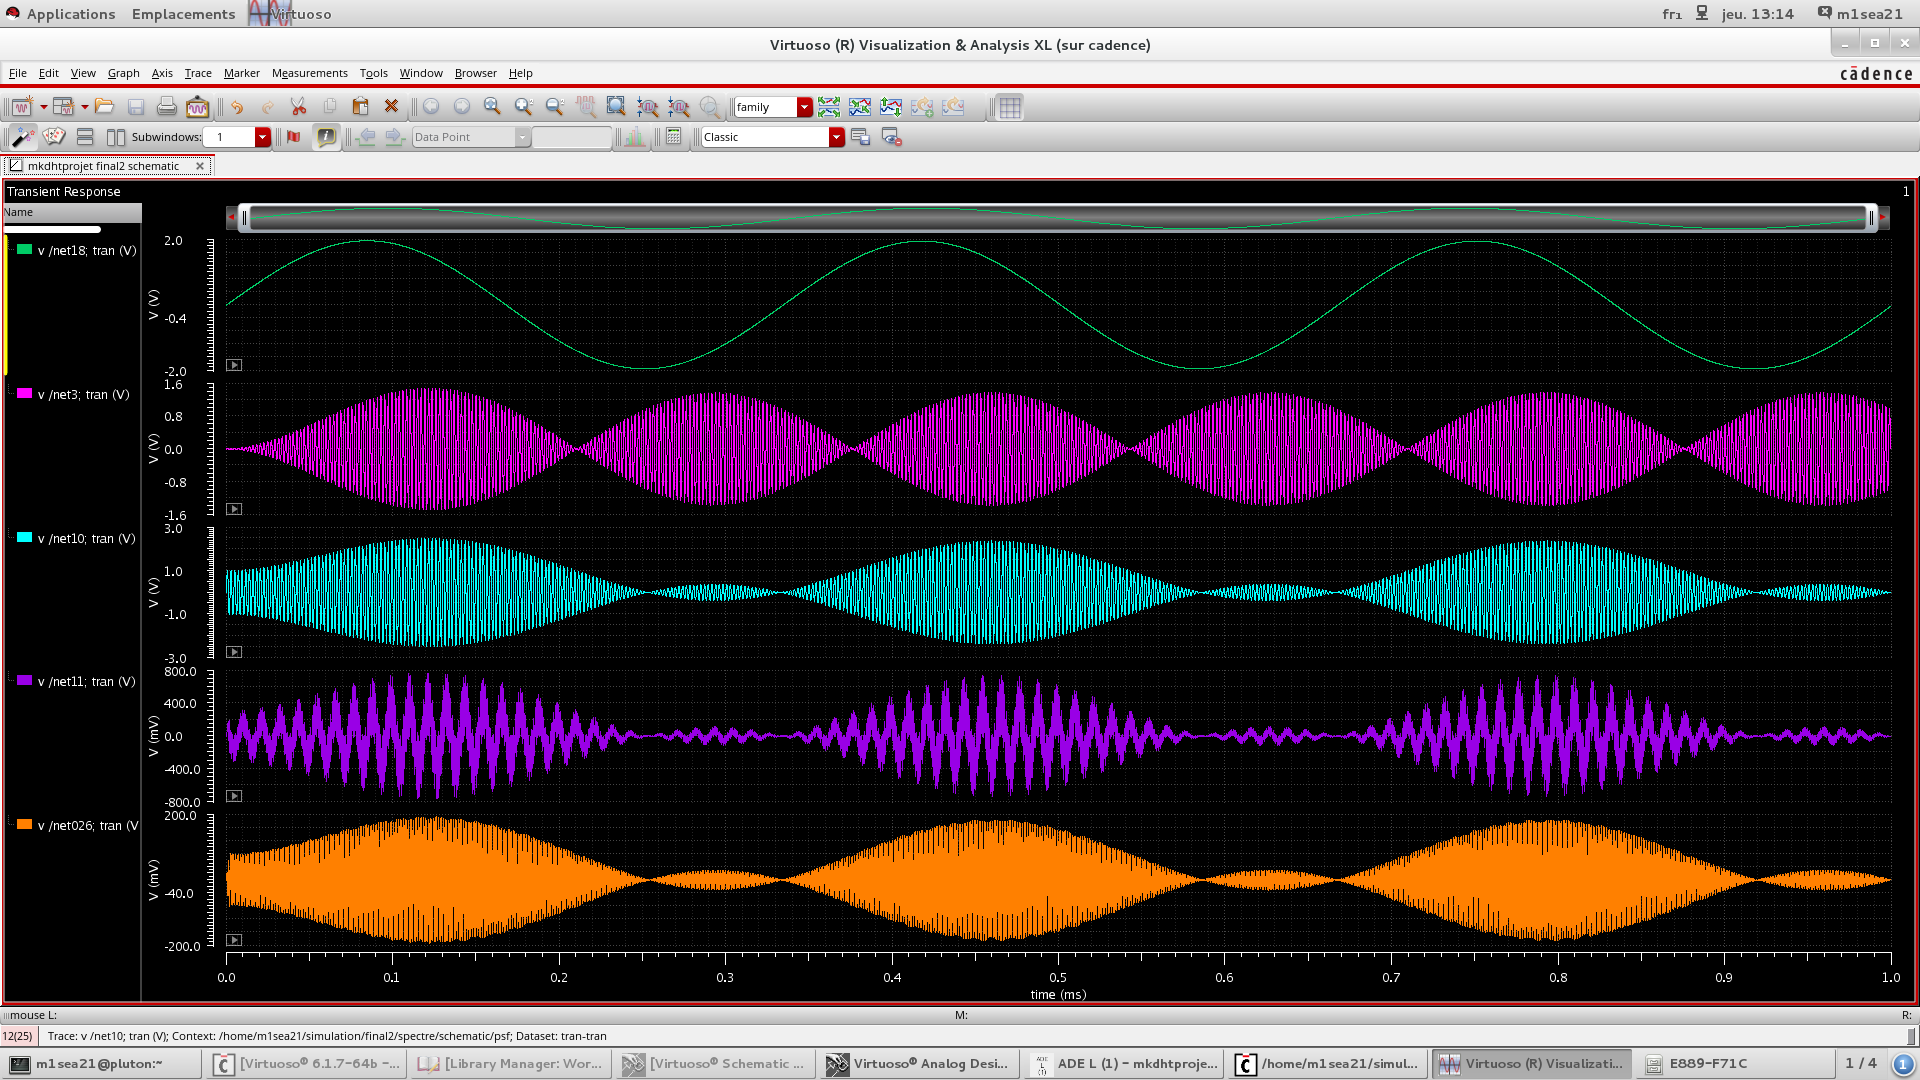 Applications Emplacements Virtuoso fr₁ jeu. 13:14 m1sea21
Virtuoso (R) Visualization & Analysis XL (sur cadence)
File Edit View Graph Axis Trace Marker Measurements Tools Window Browser Help cādence
family
Subwindows: 1 Data Point Classic
mkdhtprojet final2 schematic
Transient Response 1
Name
v /net18; tran (V)
V (V)
2.0
-0.4
-2.0
v /net3; tran (V)
V (V)
1.6
0.8
0.0
-0.8
-1.6
v /net10; tran (V)
V (V)
3.0
1.0
-1.0
-3.0
v /net11; tran (V)
V (mV)
800.0
400.0
0.0
-400.0
-800.0
v /net026; tran (V
V (mV)
200.0
-40.0
-200.0
0.0 0.1 0.2 0.3 0.4 0.5 0.6 0.7 0.8 0.9 1.0
time (ms)
mouse L: M: R:
12(25) Trace: v /net10; tran (V); Context: /home/m1sea21/simulation/final2/spectre/schematic/psf; Dataset: tran-tran
m1sea21@pluton:~ [Virtuoso® 6.1.7-64b -... [Library Manager: Wor... [Virtuoso® Schematic ... Virtuoso® Analog Desi... ADE L (1) - mkdhtproje... /home/m1sea21/simul... Virtuoso (R) Visualizati... E889-F71C 1 / 4 1